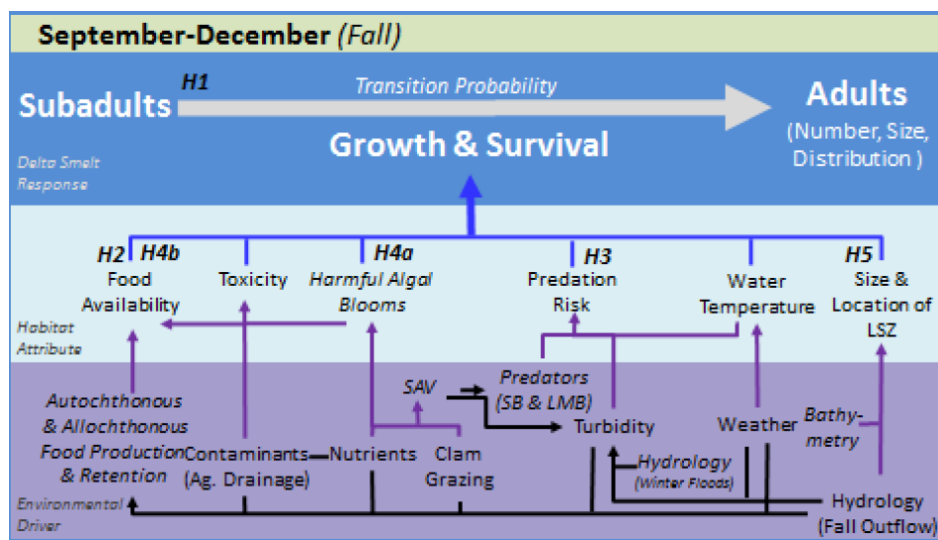 September-December (Fall)
H1
Transition Probability
Subadults
Adults
Growth & Survival
(Number, Size,
Distribution )
Delta Smelt
Response
H2 H4b
H4a
H3
H5
Food
Availability
Toxicity
Harmful Algal
Blooms
Predation
Risk
Water
Temperature
Size &
Location of
LSZ
Habitat
Attribute
Autochthonous
& Allochthonous
Food Production
& Retention
SAV
Predators
(SB & LMB)
Turbidity
Weather
Bathy-
metry
Contaminants
(Ag. Drainage)
Nutrients
Clam
Grazing
Hydrology
(Winter Floods)
Hydrology
(Fall Outflow)
Environmental
Driver